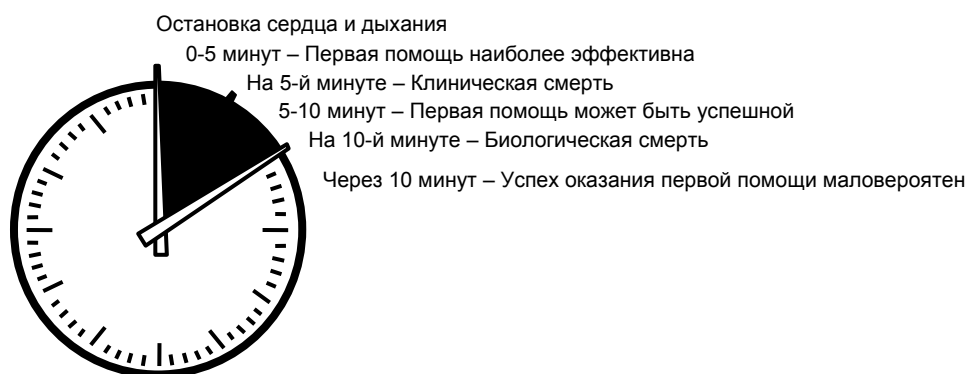 Остановка сердца и дыхания
0-5 минут – Первая помощь наиболее эффективна
На 5-й минуте – Клиническая смерть
5-10 минут – Первая помощь может быть успешной
На 10-й минуте – Биологическая смерть
Через 10 минут – Успех оказания первой помощи маловероятен